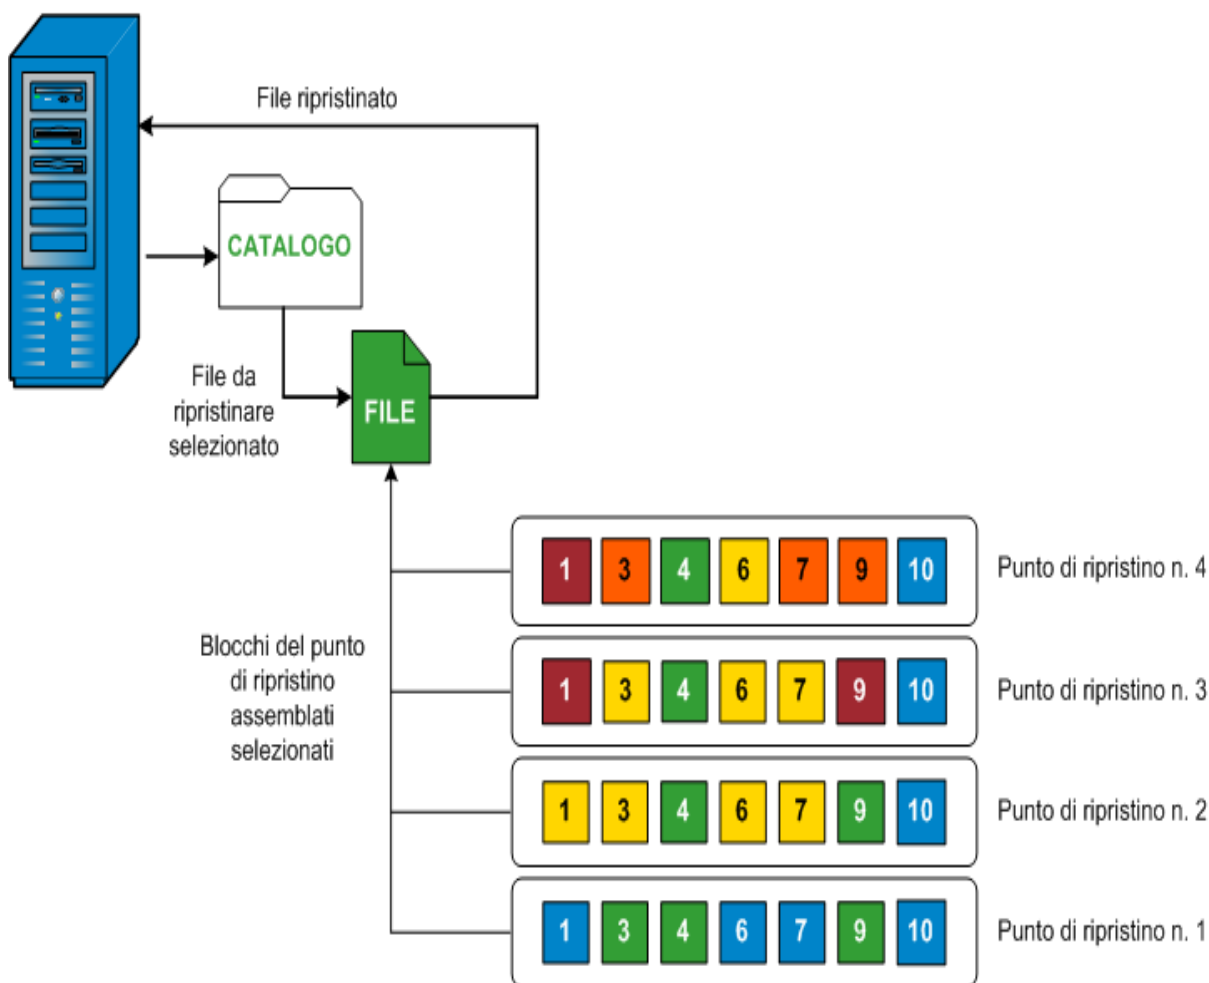 File ripristinato
CATALOGO
File da
ripristinare
selezionato
FILE
Blocchi del punto
di ripristino
assemblati
selezionati
1 3 4 6 7 9 10 Punto di ripristino n. 4
1 3 4 6 7 9 10 Punto di ripristino n. 3
1 3 4 6 7 9 10 Punto di ripristino n. 2
1 3 4 6 7 9 10 Punto di ripristino n. 1